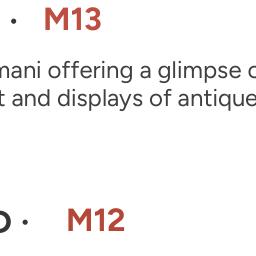 · M13
mani offering a glimpse
t and displays of antique
· M12